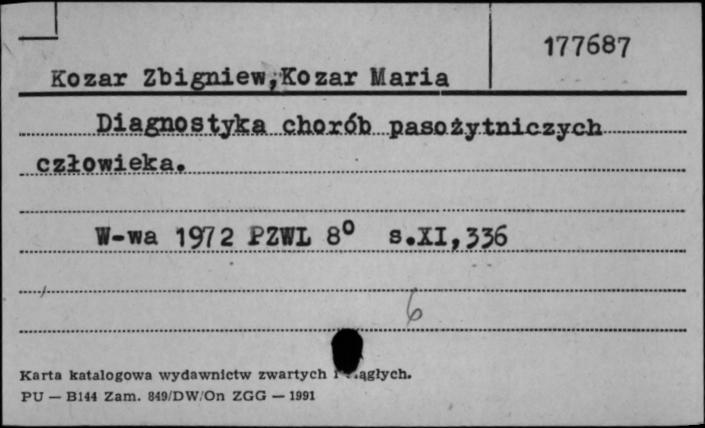 177687
Kozar Zbigniew,Kozar Maria
Diagnostyka chorób pasożytniczych
człowieka.
W-wa 1972 PZWL 8° s.XI,336
6
Karta katalogowa wydawnictw zwartych
PU — B144 Zam. 849/DW/On ZGG — 1991